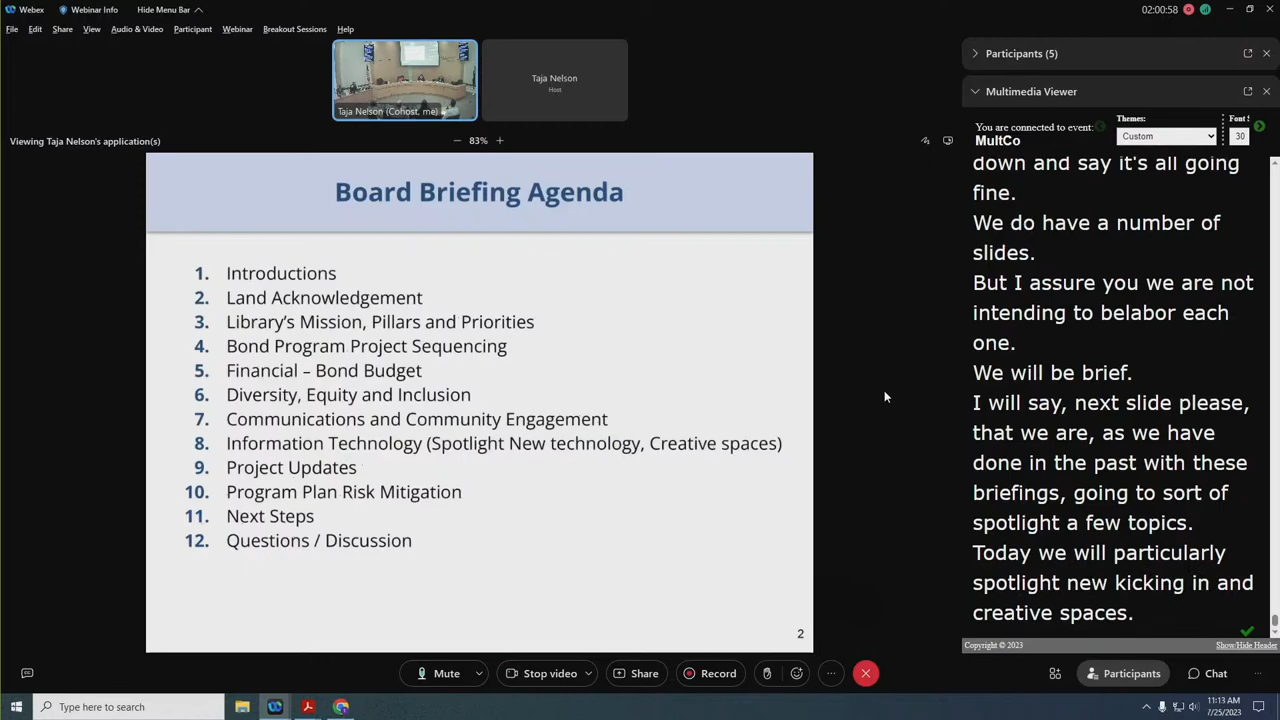 Webex
Webinar Info
Hide Menu Bar
02:00:58
File
Edit
Share
View
Audio & Video
Participant
Webinar
Breakout Sessions
Help
Taja Nelson (Cohost, me)
Taja Nelson
Host
Viewing Taja Nelson's application(s)
83%
Board Briefing Agenda
1. Introductions
2. Land Acknowledgement
3. Library's Mission, Pillars and Priorities
4. Bond Program Project Sequencing
5. Financial – Bond Budget
6. Diversity, Equity and Inclusion
7. Communications and Community Engagement
8. Information Technology (Spotlight New technology, Creative spaces)
9. Project Updates
10. Program Plan Risk Mitigation
11. Next Steps
12. Questions / Discussion
2
Participants (5)
Multimedia Viewer
You are connected to event:
MultCo
Themes:
Custom
Font
30
down and say it's all going
fine.
We do have a number of
slides.
But I assure you we are not
intending to belabor each
one.
We will be brief.
I will say, next slide please,
that we are, as we have
done in the past with these
briefings, going to sort of
spotlight a few topics.
Today we will particularly
spotlight new kicking in and
creative spaces.
Copyright © 2023
Show/Hide Header
Mute
Stop video
Share
Record
Participants
Chat
Type here to search
11:13 AM
7/25/2023